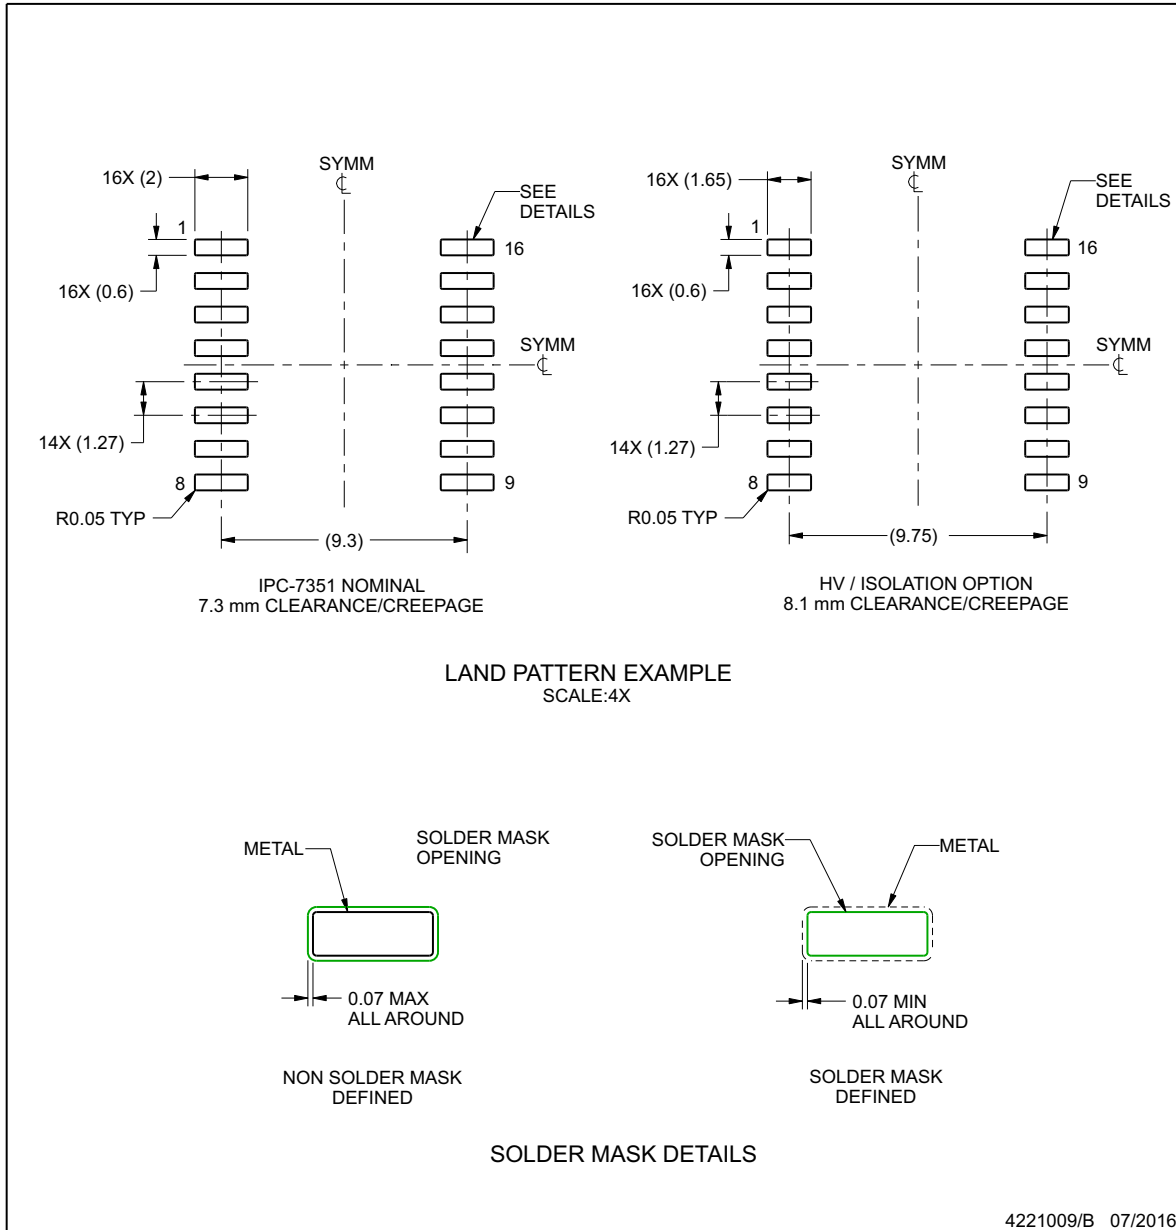 16X (2)
SYMM
SEE
DETAILS
1
16
16X (0.6)
SYMM
14X (1.27)
8
9
R0.05 TYP
(9.3)
IPC-7351 NOMINAL
7.3 mm CLEARANCE/CREEPAGE
16X (1.65)
SYMM
SEE
DETAILS
1
16
16X (0.6)
SYMM
14X (1.27)
8
9
R0.05 TYP
(9.75)
HV / ISOLATION OPTION
8.1 mm CLEARANCE/CREEPAGE
LAND PATTERN EXAMPLE
SCALE:4X
METAL
SOLDER MASK
OPENING
0.07 MAX
ALL AROUND
NON SOLDER MASK
DEFINED
SOLDER MASK
OPENING
METAL
0.07 MIN
ALL AROUND
SOLDER MASK
DEFINED
SOLDER MASK DETAILS
4221009/B 07/2016